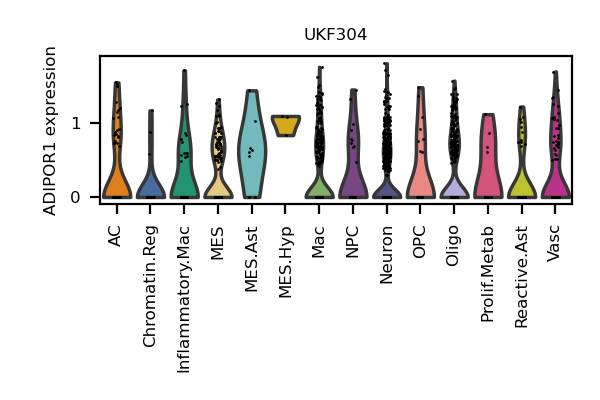 UKF304
ADIPOR1 expression
1
0
AC
Chromatin.Reg
Inflammatory.Mac
MES
MES.Ast
MES.Hyp
Mac
NPC
Neuron
OPC
Oligo
Prolif.Metab
Reactive.Ast
Vasc